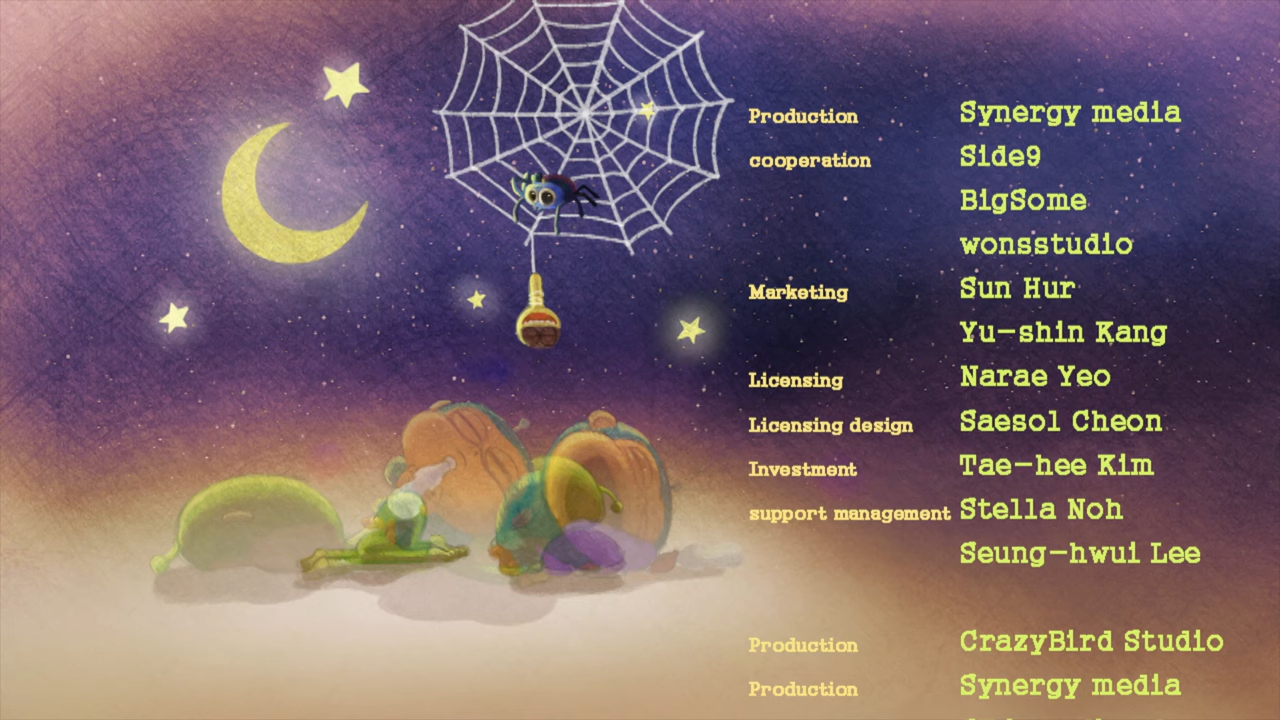 Production Synergy media
cooperation Side9
BigSome
wonsstudio
Marketing Sun Hur
Yu-shin Kang
Licensing Narae Yeo
Licensing design Saesol Cheon
Investment Tae-hee Kim
support management Stella Noh
Seung-hwui Lee
Production CrazyBird Studio
Production Synergy media